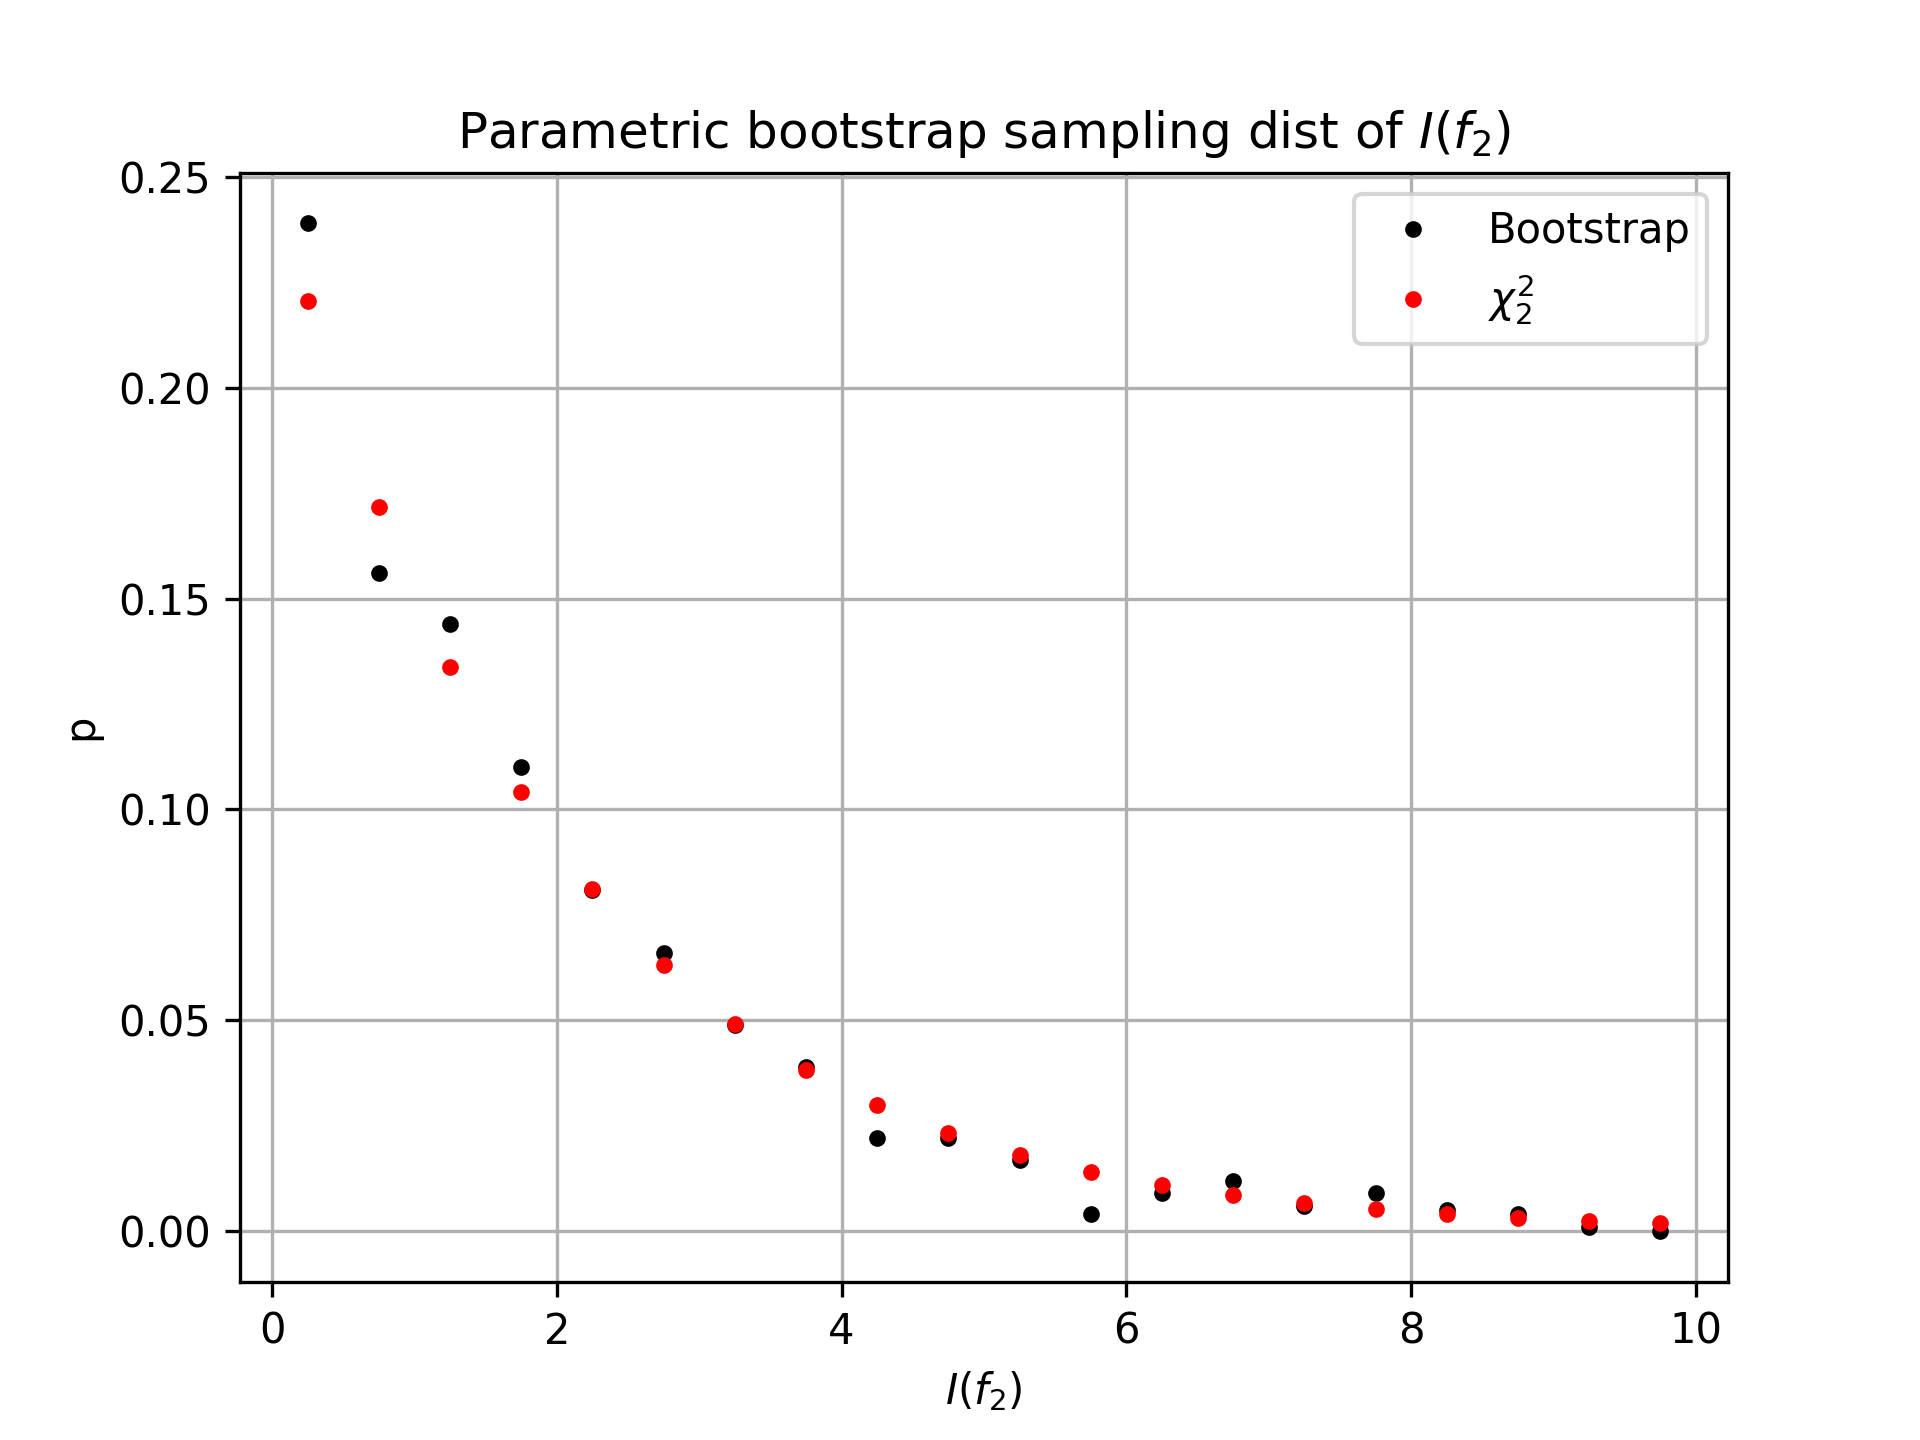 Parametric bootstrap sampling dist of I(f₂)
0.25
0.20
0.15
0.10
0.05
0.00
p
Bootstrap
χ₂²
0 2 4 6 8 10
I(f₂)